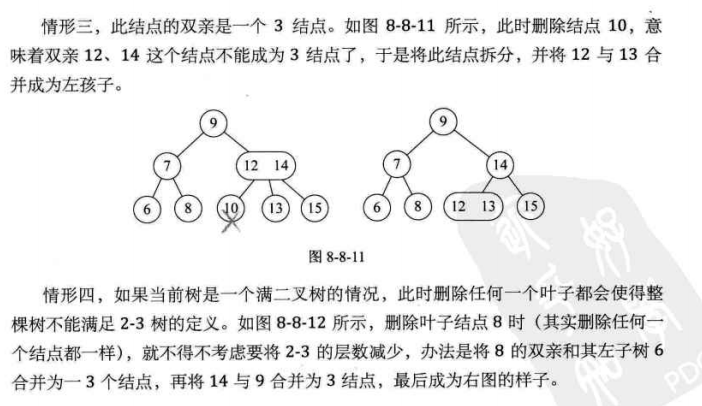 情形三，此结点的双亲是一个 3 结点。如图 8-8-11 所示，此时删除结点 10，意
味着双亲 12、14 这个结点不能成为 3 结点了，于是将此结点拆分，并将 12 与 13 合
并成为左孩子。
9 9
7 12 14 7 14
6 8 10 13 15 6 8 12 13 15
图 8-8-11
情形四，如果当前树是一个满二叉树的情况，此时删除任何一个叶子都会使得整
棵树不能满足 2-3 树的定义。如图 8-8-12 所示，删除叶子结点 8 时（其实删除任何一
个结点都一样），就不得不考虑要将 2-3 的层数减少，办法是将 8 的双亲和其左子树 6
合并为一 3 个结点，再将 14 与 9 合并为 3 结点，最后成为右图的样子。